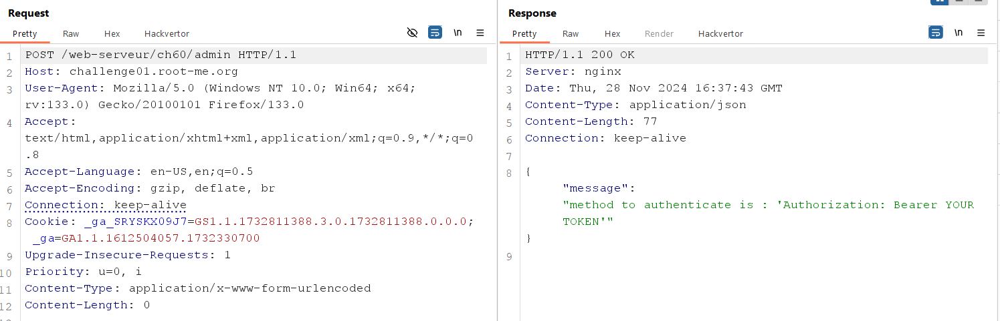 Request
Pretty Raw Hex Hackvertor \n
1 POST /web-serveur/ch60/admin HTTP/1.1
2 Host: challenge01.root-me.org
3 User-Agent: Mozilla/5.0 (Windows NT 10.0; Win64; x64;
rv:133.0) Gecko/20100101 Firefox/133.0
4 Accept:
text/html,application/xhtml+xml,application/xml;q=0.9,*/*;q=0
.8
5 Accept-Language: en-US,en;q=0.5
6 Accept-Encoding: gzip, deflate, br
7 Connection: keep-alive
8 Cookie: _ga_SRYSKX09J7=GS1.1.1732811388.3.0.1732811388.0.0.0;
_ga=GA1.1.1612504057.1732330700
9 Upgrade-Insecure-Requests: 1
10 Priority: u=0, i
11 Content-Type: application/x-www-form-urlencoded
12 Content-Length: 0
Response
Pretty Raw Hex Render Hackvertor \n
1 HTTP/1.1 200 OK
2 Server: nginx
3 Date: Thu, 28 Nov 2024 16:37:43 GMT
4 Content-Type: application/json
5 Content-Length: 77
6 Connection: keep-alive
7
8 {
"message":
"method to authenticate is : 'Authorization: Bearer YOUR
TOKEN'"
}
9